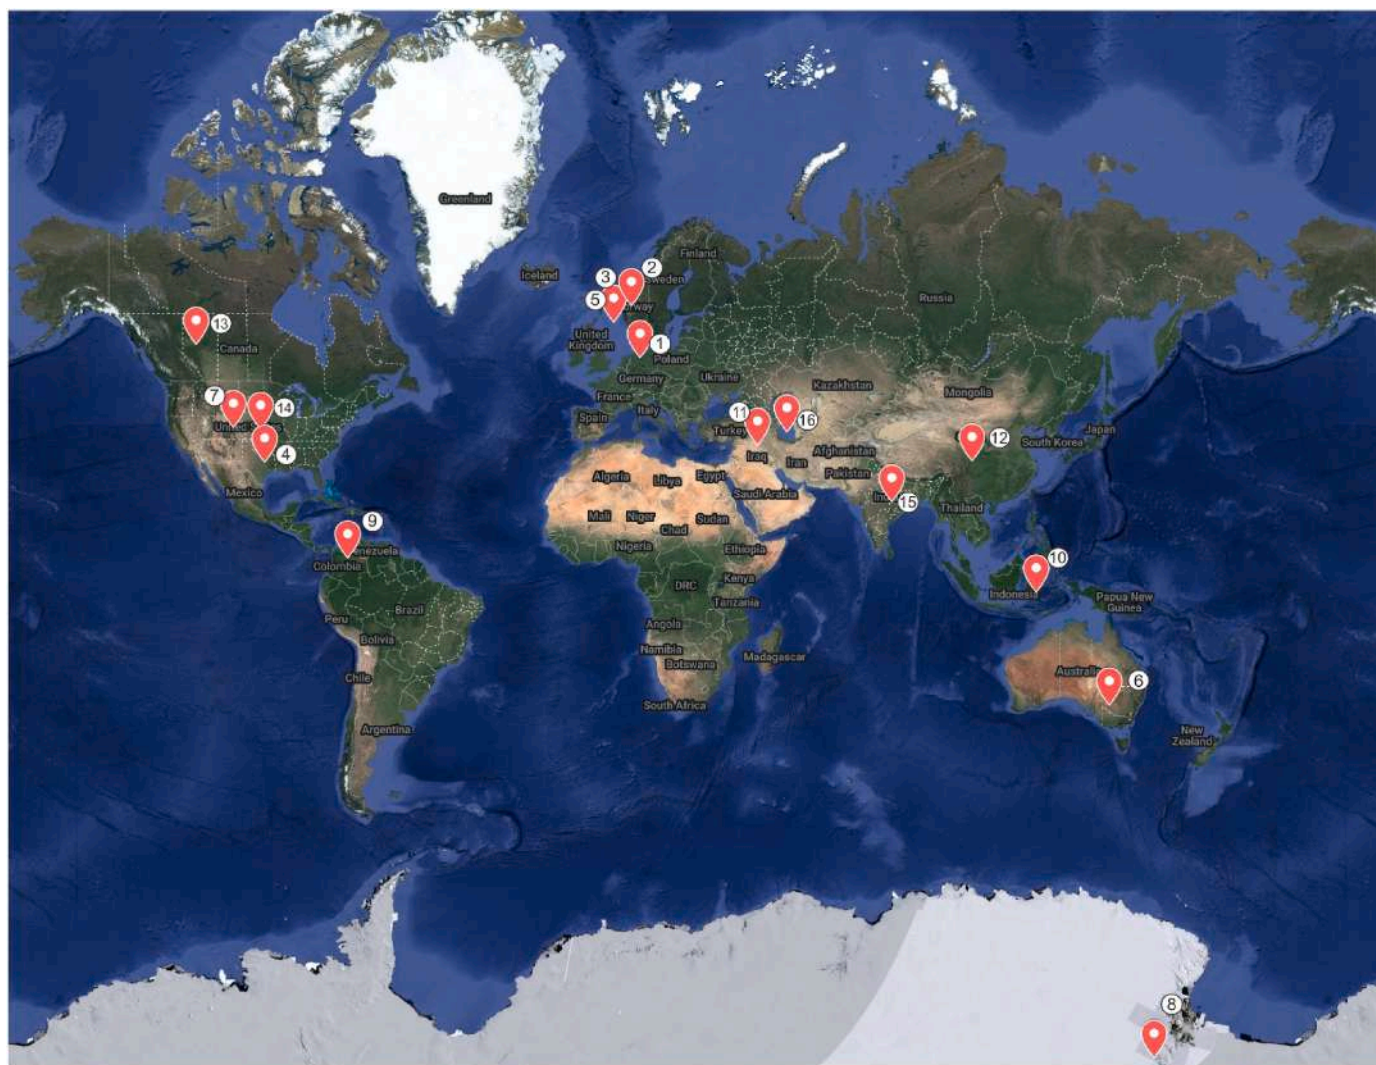 Greenland
Iceland
Finland
Sweden
2
3
5
rway
Russia
13
Canada
United
Kingdom
1
Poland
Germany
Ukraine
Kazakhstan
Mongolia
France
Italy
Spain
7
14
United
4
11
Turkey
16
12
South Korea
Japan
Iraq
Iran
Afghanistan
Pakistan
Mexico
Algeria
Libya
Egypt
Saudi Arabia
15
Thailand
Mali
Niger
Chad
Sudan
9
enezuela
Colombia
Nigeria
Ethiopia
10
DRC
Kenya
Indonesia
Papua New
Guinea
Brazil
Tanzania
Peru
Angola
Bolivia
Namibia
Botswana
Madagascar
Chile
Australia
6
South Africa
Argentina
New
Zealand
8